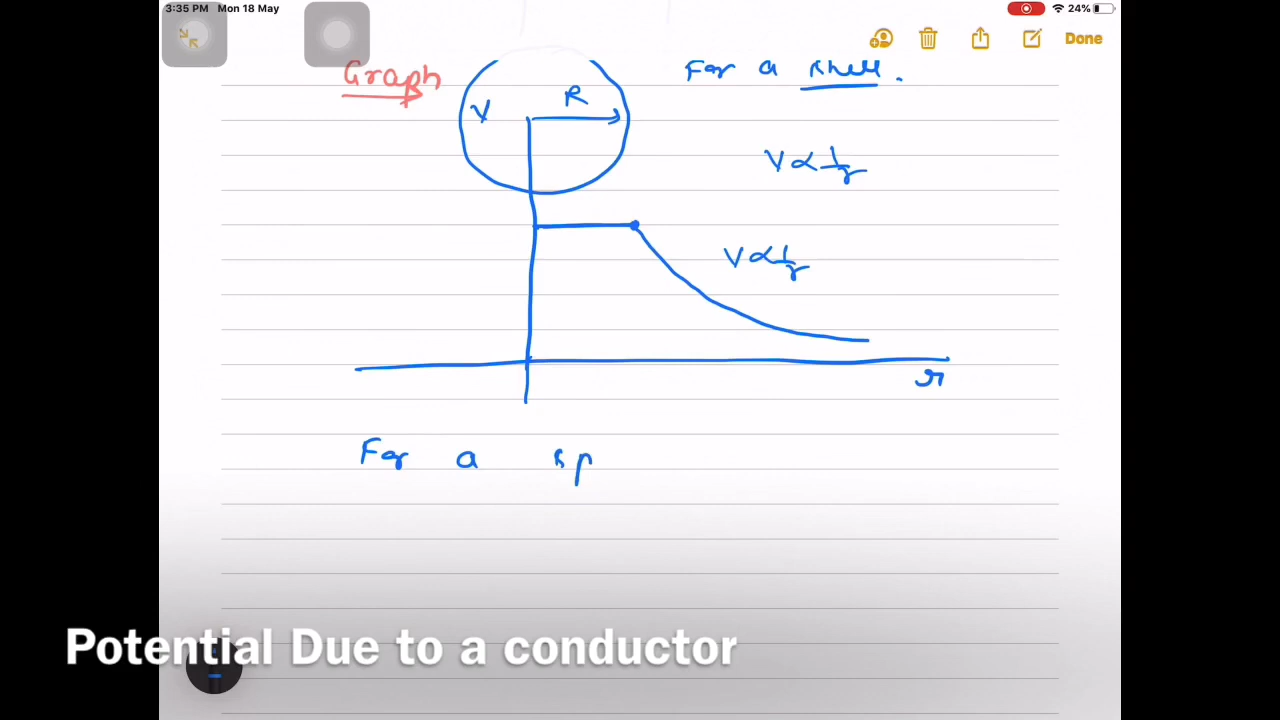 3:35 PM Mon 18 May
24%
Done
Graph
For a shell.
V
R
V ∝ 1/r
V ∝ 1/r
r
For a sp
Potential Due to a conductor